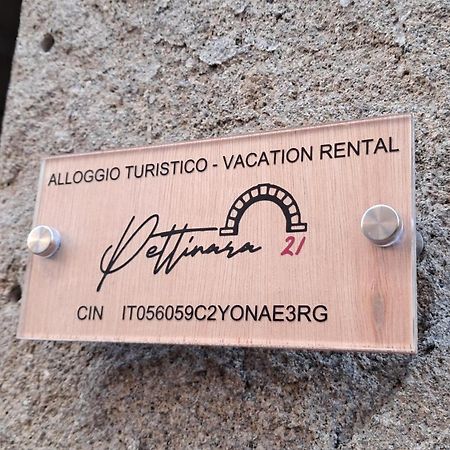 ALLOGGIO TURISTICO - VACATION RENTAL
Pettinara 21
CIN IT056059C2YONAE3RG